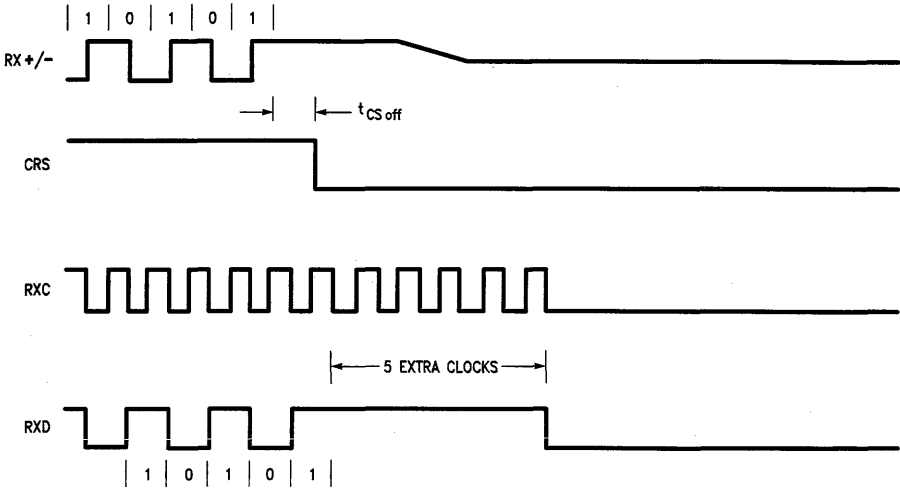 1 0 1 0 1
RX +/-
t CS off
CRS
RXC
5 EXTRA CLOCKS
RXD
1 0 1 0 1